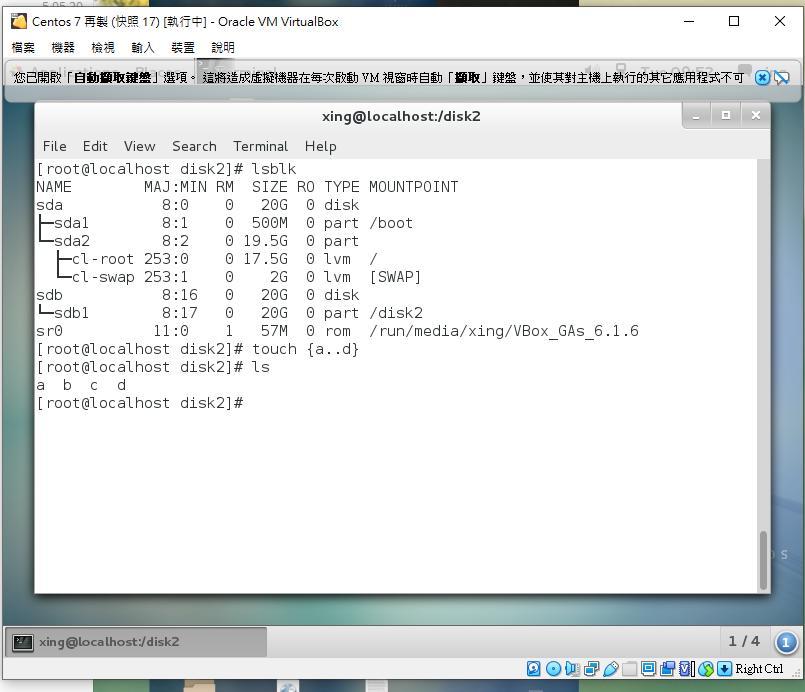 Centos 7 再製 (快照 17) [執行中] - Oracle VM VirtualBox
檔案 機器 檢視 輸入 裝置 說明
您已開啟「自動擷取鍵盤」選項。 這將造成虛擬機器在每次啟動 VM 視窗時自動「擷取」鍵盤，並使其對主機上執行的其它應用程式不可
xing@localhost:/disk2
File Edit View Search Terminal Help
[root@localhost disk2]# lsblk
NAME        MAJ:MIN RM  SIZE RO TYPE MOUNTPOINT
sda           8:0    0   20G  0 disk
├─sda1        8:1    0  500M  0 part /boot
└─sda2        8:2    0 19.5G  0 part
  ├─cl-root 253:0    0 17.5G  0 lvm  /
  └─cl-swap 253:1    0    2G  0 lvm  [SWAP]
sdb           8:16   0   20G  0 disk
└─sdb1        8:17   0   20G  0 part /disk2
sr0          11:0    1   57M  0 rom  /run/media/xing/VBox_GAs_6.1.6
[root@localhost disk2]# touch {a..d}
[root@localhost disk2]# ls
a  b  c  d
[root@localhost disk2]#
xing@localhost:/disk2
1 / 4
1
Right Ctrl